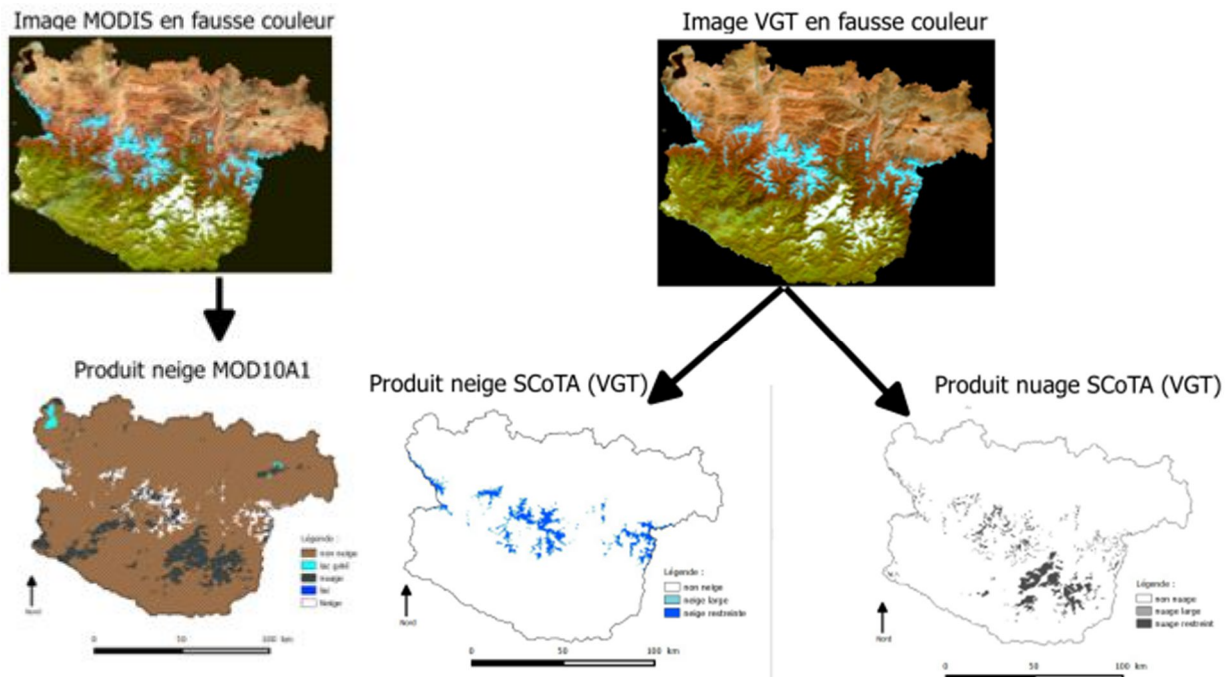 Image MODIS en fausse couleur
Image VGT en fausse couleur
Produit neige MOD10A1
Produit neige SCoTA (VGT)
Produit nuage SCoTA (VGT)
Légende :
non neige
lac gélé
nuage
lac
Neige
Nord
0 50 100 km
Légende :
non neige
neige large
neige restreinte
Nord
0 50 100 km
Légende :
non nuage
nuage large
nuage restreint
Nord
0 50 100 km